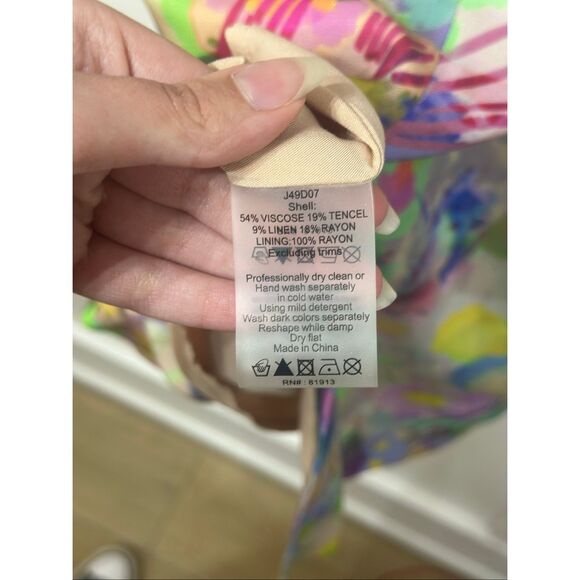 J49D07
Shell:
54% VISCOSE 19% TENCEL
9% LINEN 18% RAYON
LINING:100% RAYON
Excluding trims
Professionally dry clean or
Hand wash separately
in cold water
Using mild detergent
Wash dark colors separately
Reshape while damp
Dry flat
Made in China
RN#: 81913